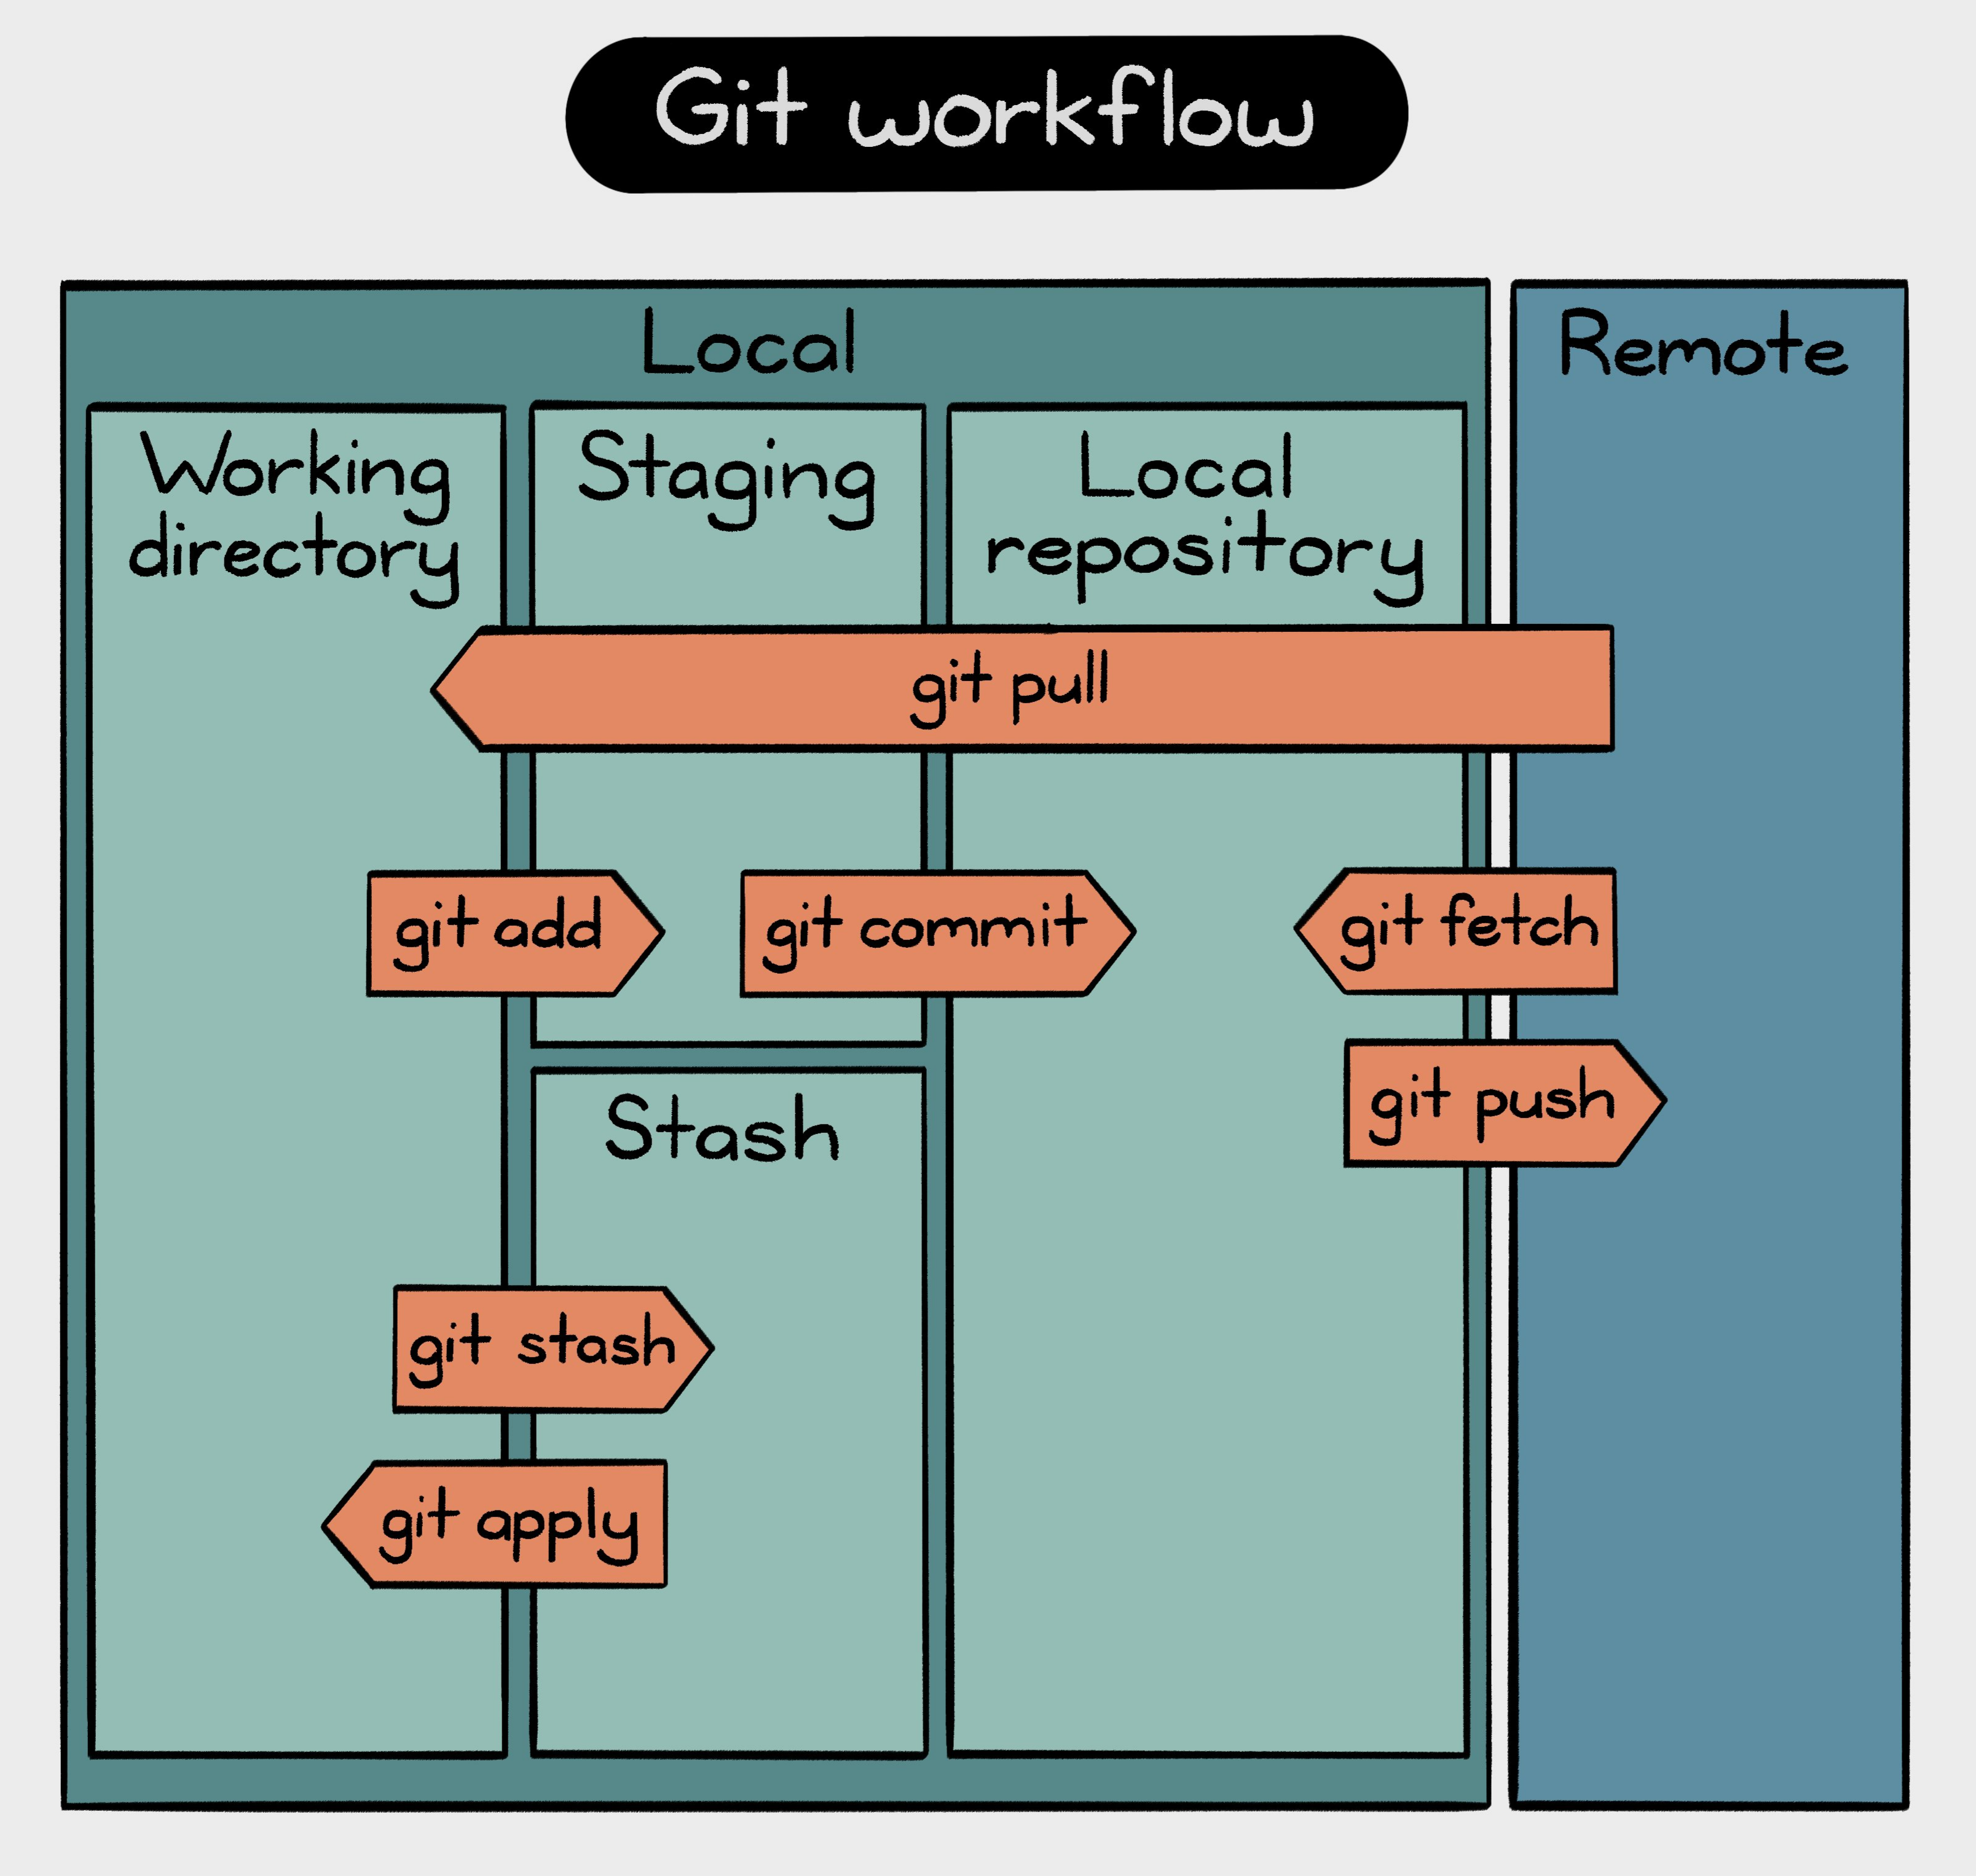 Git workflow
Local
Remote
Working
directory
Staging
Local
repository
git pull
git add
git commit
git fetch
git push
Stash
git stash
git apply